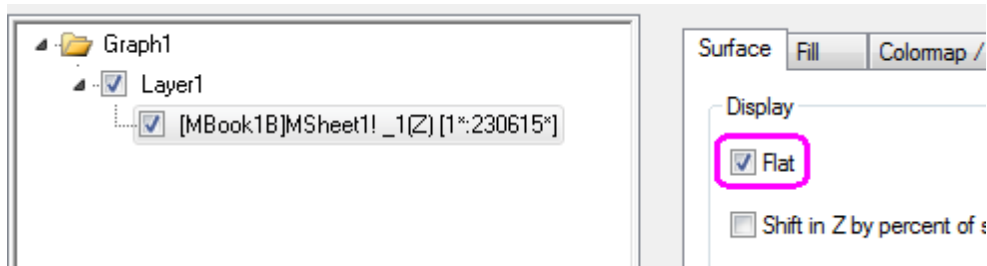 Graph1
Layer1
[MBook1B]MSheet1! _1(Z) [1*:230615*]
Surface
Fill
Colormap /
Display
Flat
Shift in Z by percent of